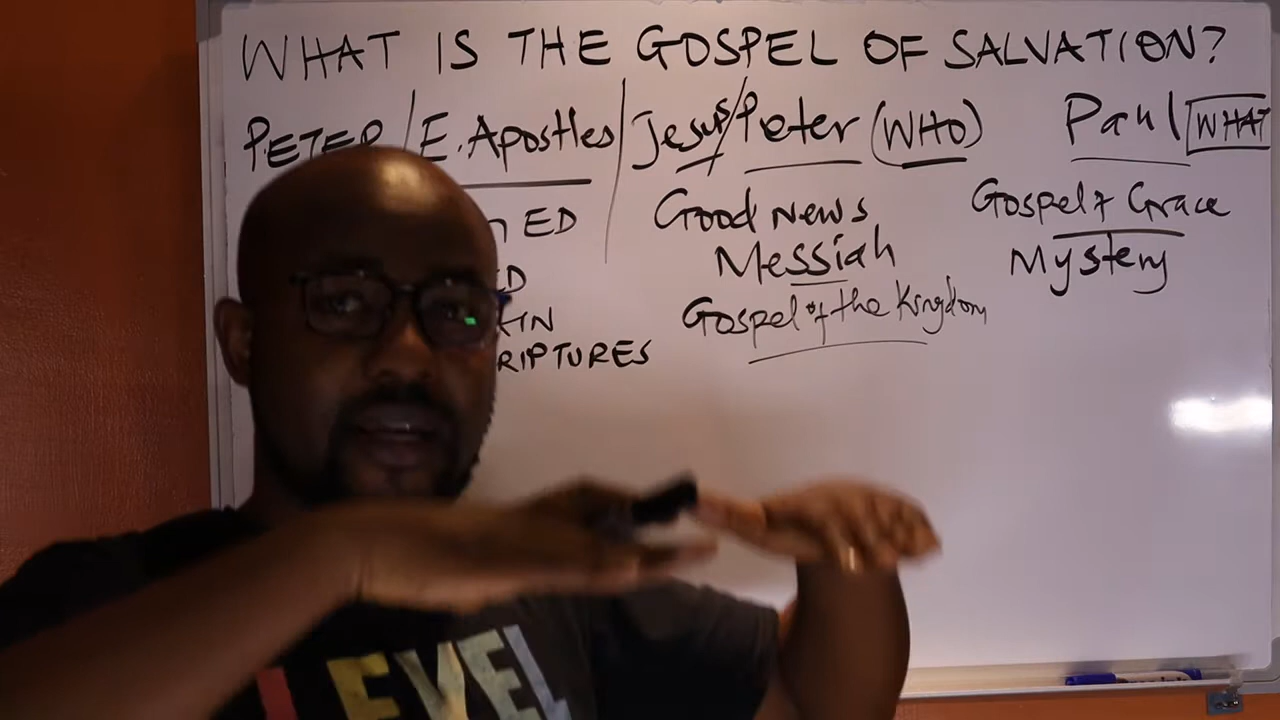 WHAT IS THE GOSPEL OF SALVATION?
PETER / E. Apostles / Jesus/Peter (WHO) Paul WHAT
ED
Good News
Gospel of Grace
Messiah
Mystery
Gospel of the Kingdom
RIPTURES
EVEL